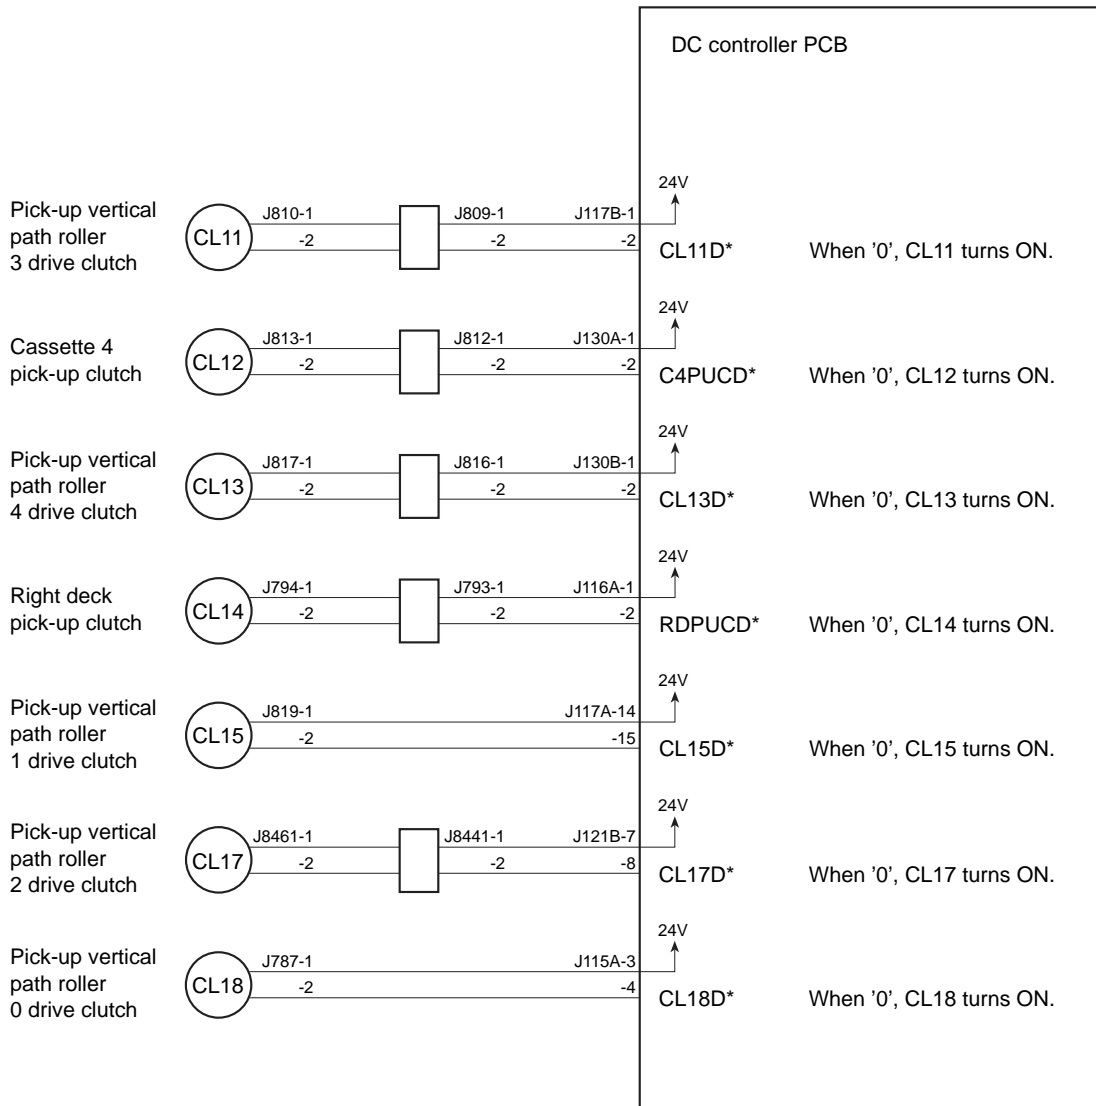 DC controller PCB
24V
Pick-up vertical
path roller
3 drive clutch
CL11
J810-1
-2
J809-1
-2
J117B-1
-2
CL11D*
When ’0’, CL11 turns ON.
24V
Cassette 4
pick-up clutch
CL12
J813-1
-2
J812-1
-2
J130A-1
-2
C4PUCD*
When ’0’, CL12 turns ON.
24V
Pick-up vertical
path roller
4 drive clutch
CL13
J817-1
-2
J816-1
-2
J130B-1
-2
CL13D*
When ’0’, CL13 turns ON.
24V
Right deck
pick-up clutch
CL14
J794-1
-2
J793-1
-2
J116A-1
-2
RDPUCD*
When ’0’, CL14 turns ON.
24V
Pick-up vertical
path roller
1 drive clutch
CL15
J819-1
-2
J117A-14
-15
CL15D*
When ’0’, CL15 turns ON.
24V
Pick-up vertical
path roller
2 drive clutch
CL17
J8461-1
-2
J8441-1
-2
J121B-7
-8
CL17D*
When ’0’, CL17 turns ON.
24V
Pick-up vertical
path roller
0 drive clutch
CL18
J787-1
-2
J115A-3
-4
CL18D*
When ’0’, CL18 turns ON.